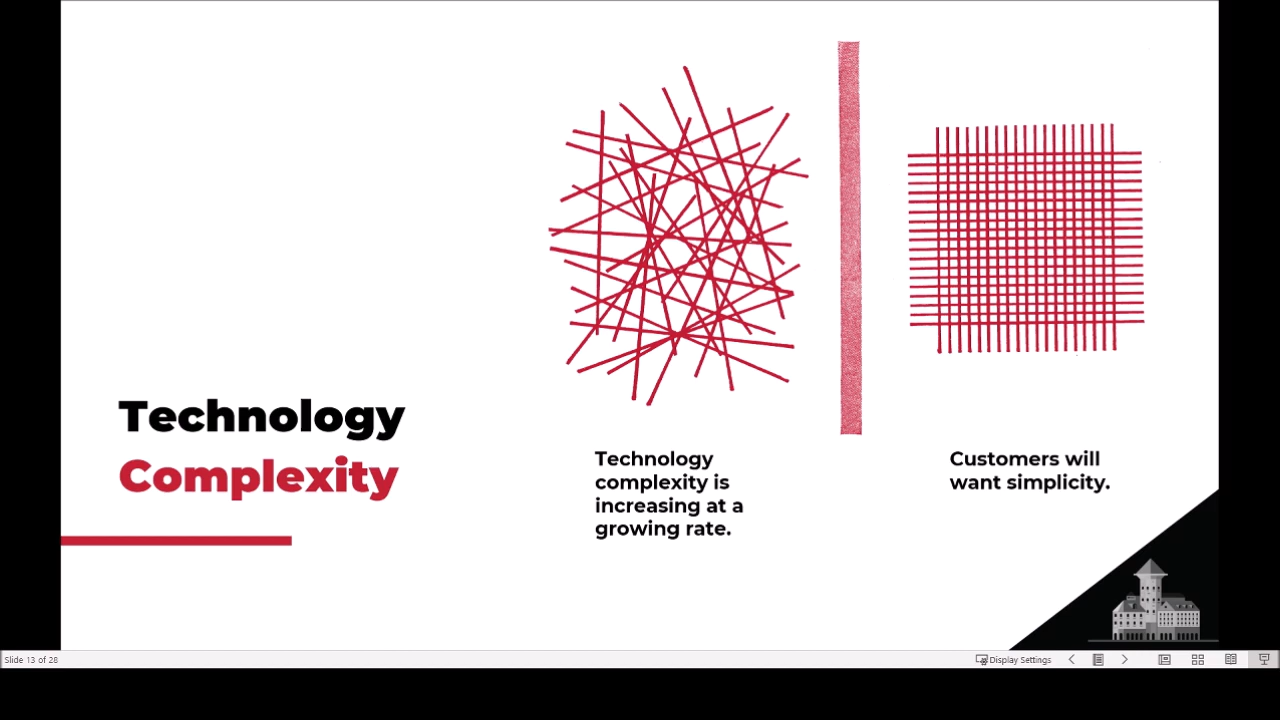 Technology
Complexity
Technology
complexity is
increasing at a
growing rate.
Customers will
want simplicity.
Slide 13 of 28
Display Settings